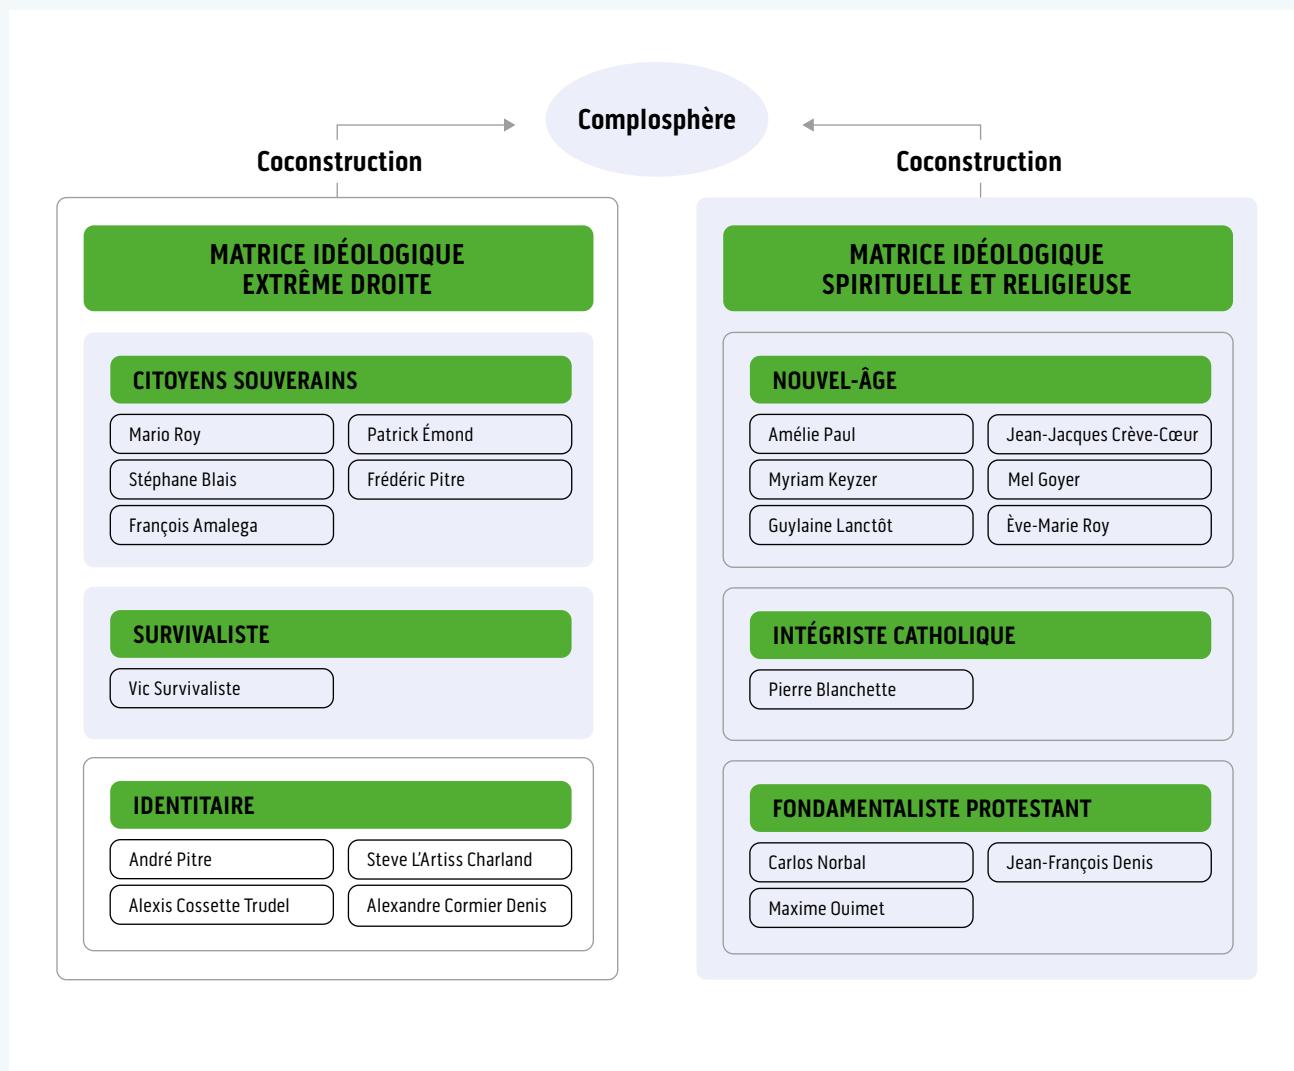 Complosphère
Coconstruction
Coconstruction
MATRICE IDÉOLOGIQUE
EXTRÊME DROITE
CITOYENS SOUVERAINS
Mario Roy
Patrick Émond
Stéphane Blais
Frédéric Pitre
François Amalega
SURVIVALISTE
Vic Survivaliste
IDENTITAIRE
André Pitre
Steve L'Artiss Charland
Alexis Cossette Trudel
Alexandre Cormier Denis
MATRICE IDÉOLOGIQUE
SPIRITUELLE ET RELIGIEUSE
NOUVEL-ÂGE
Amélie Paul
Jean-Jacques Crève-Cœur
Myriam Keyzer
Mel Goyer
Guylaine Lanctôt
Ève-Marie Roy
INTÉGRISTE CATHOLIQUE
Pierre Blanchette
FONDAMENTALISTE PROTESTANT
Carlos Norbal
Jean-François Denis
Maxime Ouimet